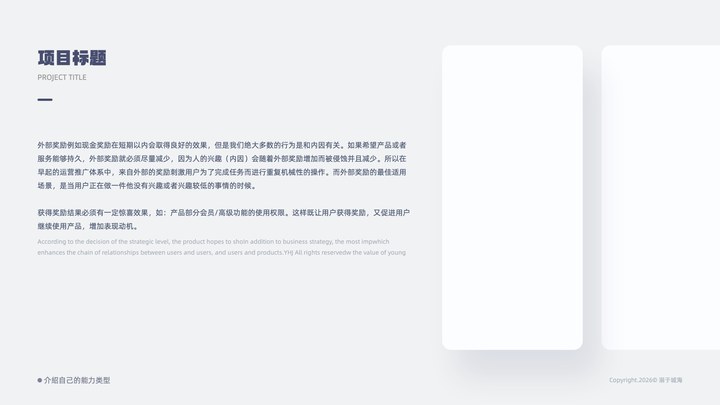 项目标题
PROJECT TITLE
外部奖励例如现金奖励在短期以内会取得良好的效果，但是我们绝大多数的行为是和内因有关。如果希望产品或者
服务能够持久，外部奖励就必须尽量减少，因为人的兴趣（内因）会随着外部奖励增加而被侵蚀并且减少。所以在
早起的运营推广体系中，来自外部的奖励刺激用户为了完成任务而进行重复机械性的操作。而外部奖励的最佳适用
场景，是当用户正在做一件他没有兴趣或者兴趣较低的事情的时候。
获得奖励结果必须有一定惊喜效果，如：产品部分会员/高级功能的使用权限。这样既让用户获得奖励，又促进用户
继续使用产品，增加表现动机。
According to the decision of the strategic level, the product hopes to shoin addition to business strategy, the most impwhich
enhances the chain of relationships between users and users, and users and products.YHJ All rights reservedw the value of young
介绍自己的能力类型
Copyright.2026© 溺于城海